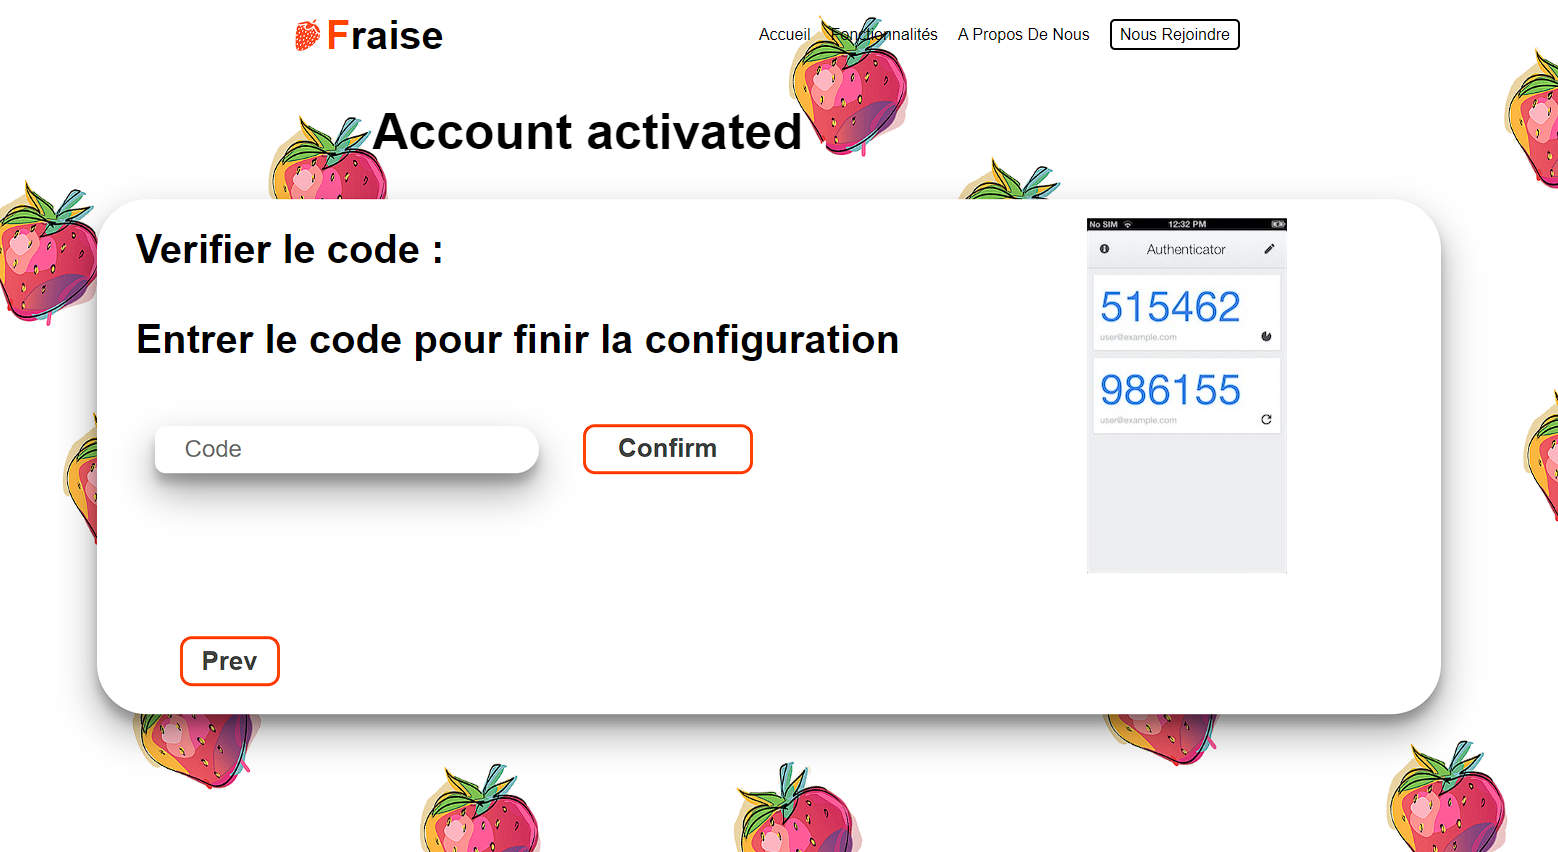 Fraise
Accueil Fonctionnalités A Propos De Nous Nous Rejoindre
Account activated
Verifier le code :
Entrer le code pour finir la configuration
Code
Confirm
Prev
No SIM 12:32 PM
Authenticator
515462
user@example.com
986155
user@example.com